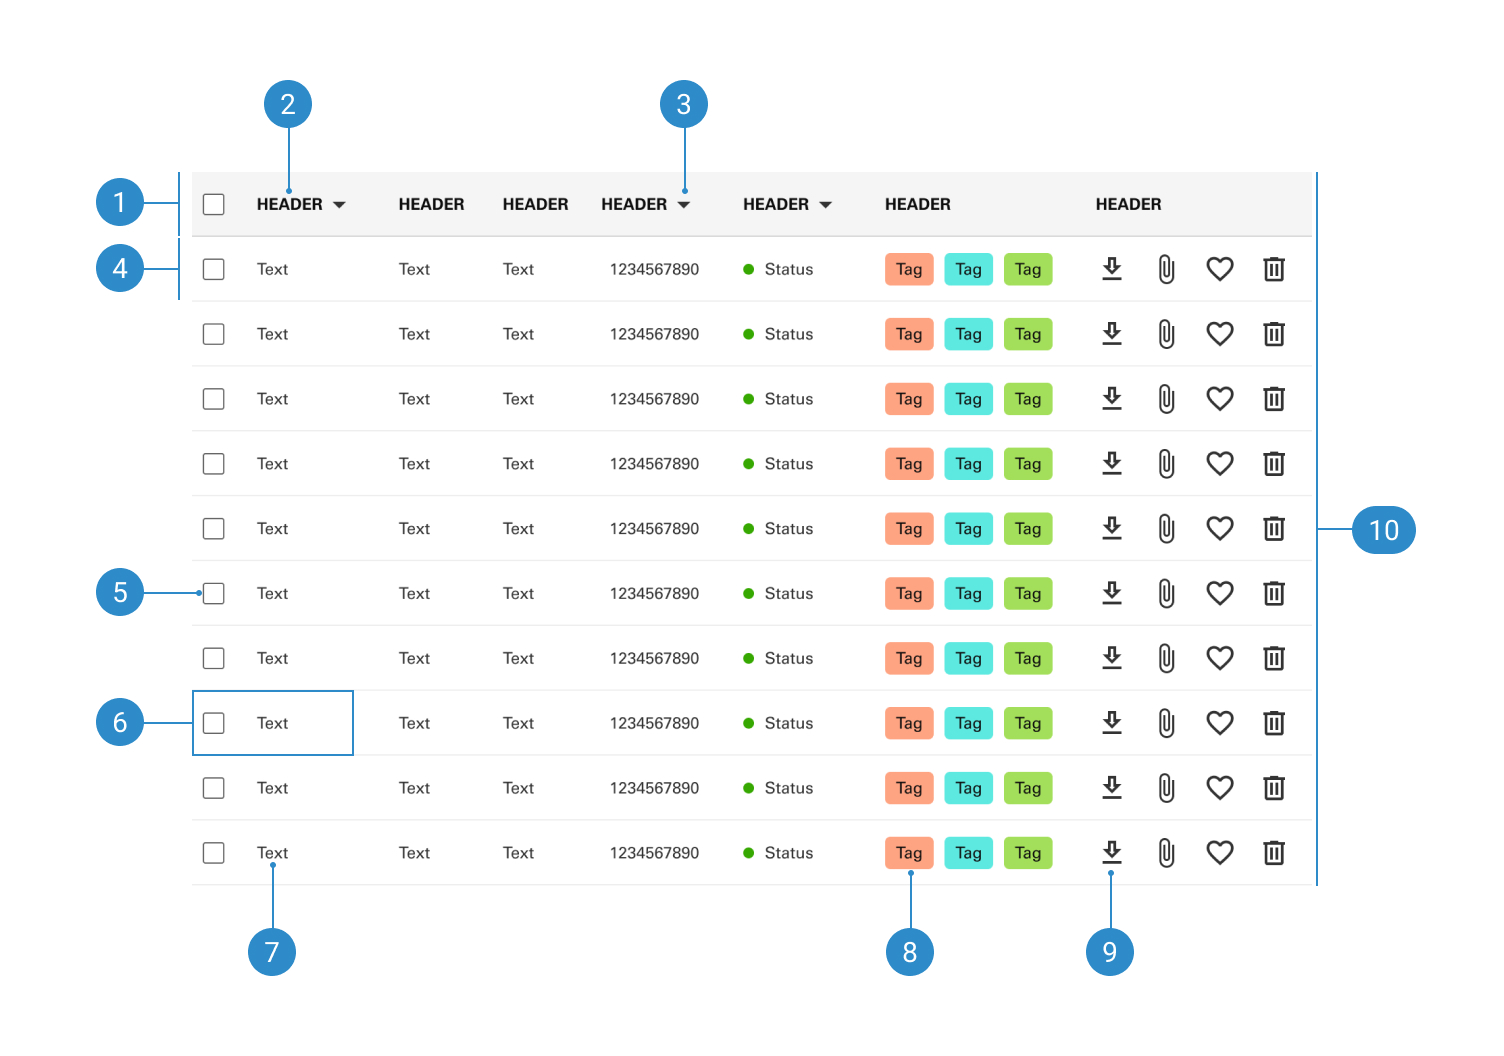 2 3
1 HEADER HEADER HEADER HEADER HEADER HEADER HEADER
4 Text Text Text 1234567890 Status Tag Tag Tag
Text Text Text 1234567890 Status Tag Tag Tag
Text Text Text 1234567890 Status Tag Tag Tag
Text Text Text 1234567890 Status Tag Tag Tag
Text Text Text 1234567890 Status Tag Tag Tag 10
5 Text Text Text 1234567890 Status Tag Tag Tag
Text Text Text 1234567890 Status Tag Tag Tag
6 Text Text Text 1234567890 Status Tag Tag Tag
Text Text Text 1234567890 Status Tag Tag Tag
Text Text Text 1234567890 Status Tag Tag Tag
7 8 9